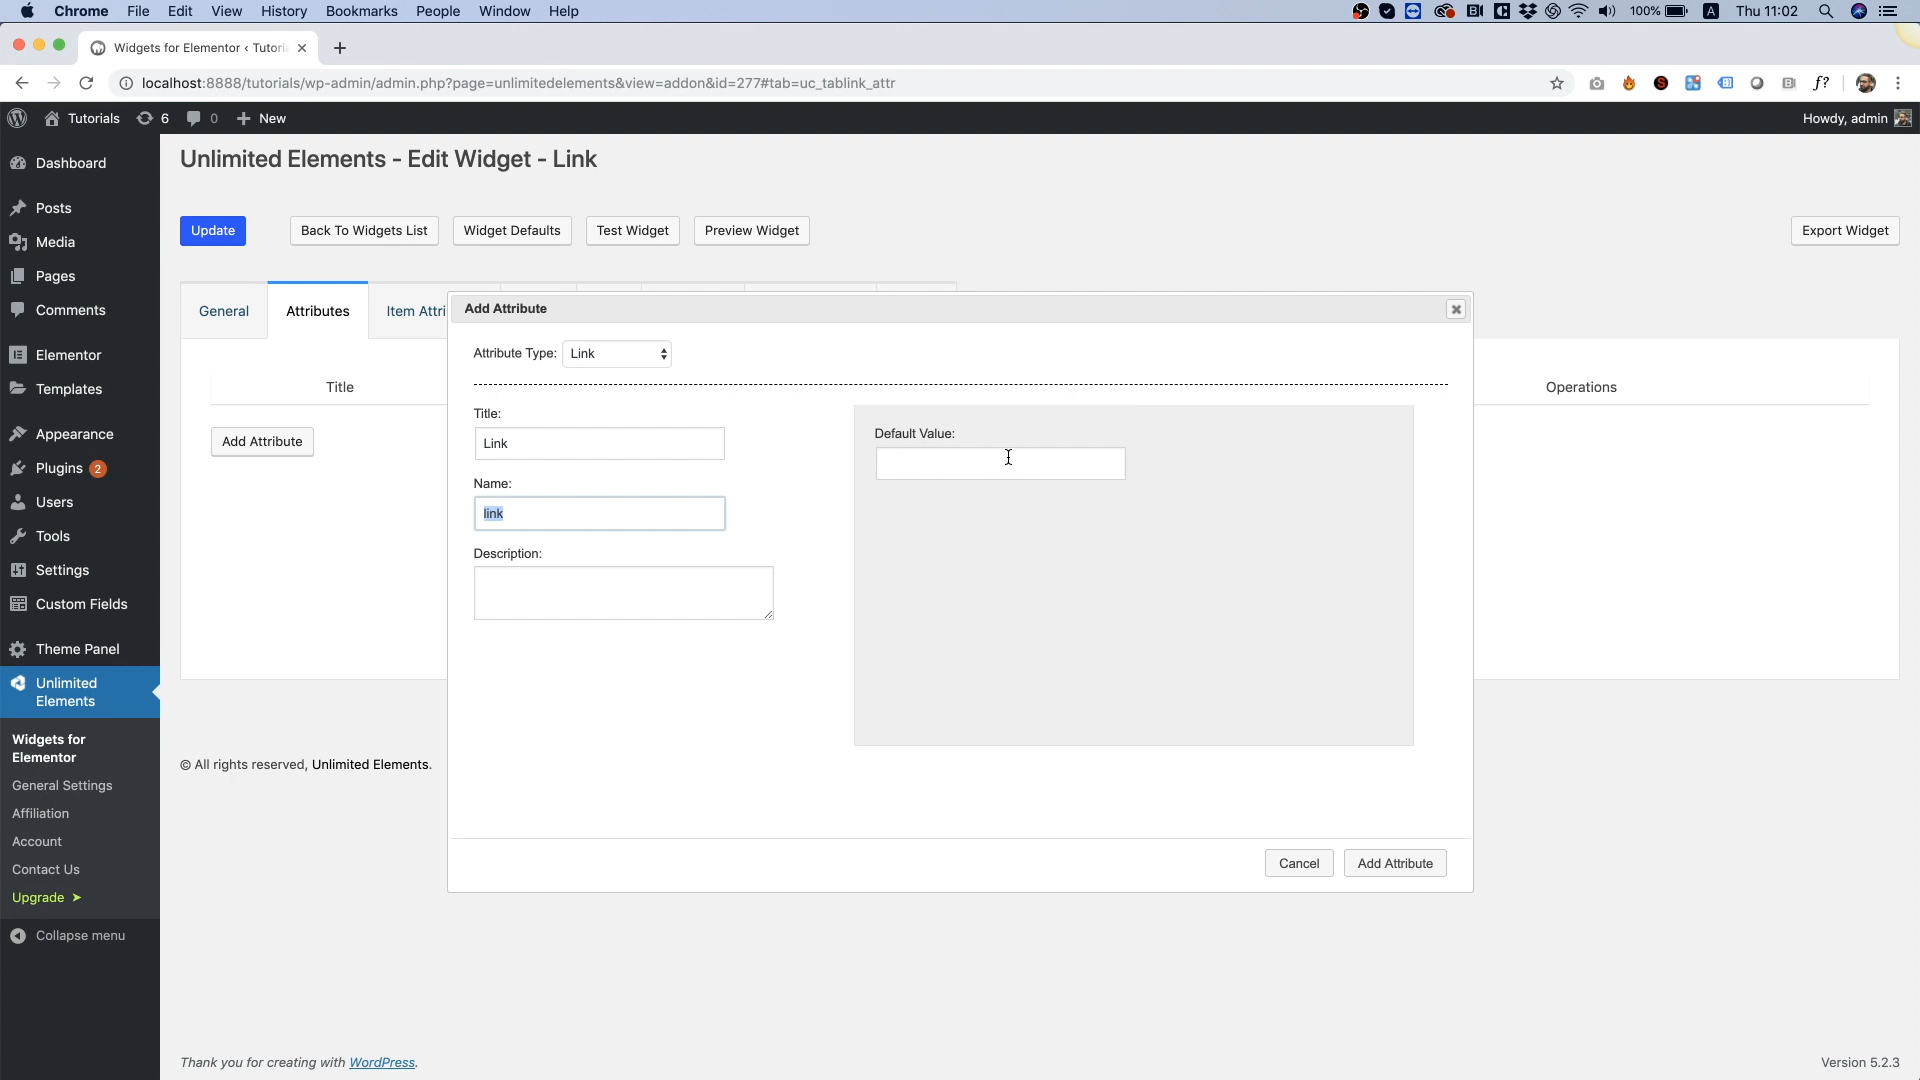 Chrome File Edit View History Bookmarks People Window Help 100% A Thu 11:02
Widgets for Elementor ‹ Tutori
localhost:8888/tutorials/wp-admin/admin.php?page=unlimitedelements&view=addon&id=277#tab=uc_tablink_attr f?
Tutorials 6 0 New Howdy, admin
Unlimited Elements - Edit Widget - Link
Dashboard
Posts
Media
Pages
Comments
Elementor
Templates
Appearance
Plugins 2
Users
Tools
Settings
Custom Fields
Theme Panel
Unlimited
Elements
Widgets for
Elementor
General Settings
Affiliation
Account
Contact Us
Upgrade ➤
Collapse menu
Update Back To Widgets List Widget Defaults Test Widget Preview Widget Export Widget
General Attributes Item Attri
Title Operations
Add Attribute
Add Attribute
Attribute Type: Link
Title:
Link
Name:
link
Description:
Default Value:
Cancel Add Attribute
© All rights reserved, Unlimited Elements.
Thank you for creating with WordPress.
Version 5.2.3